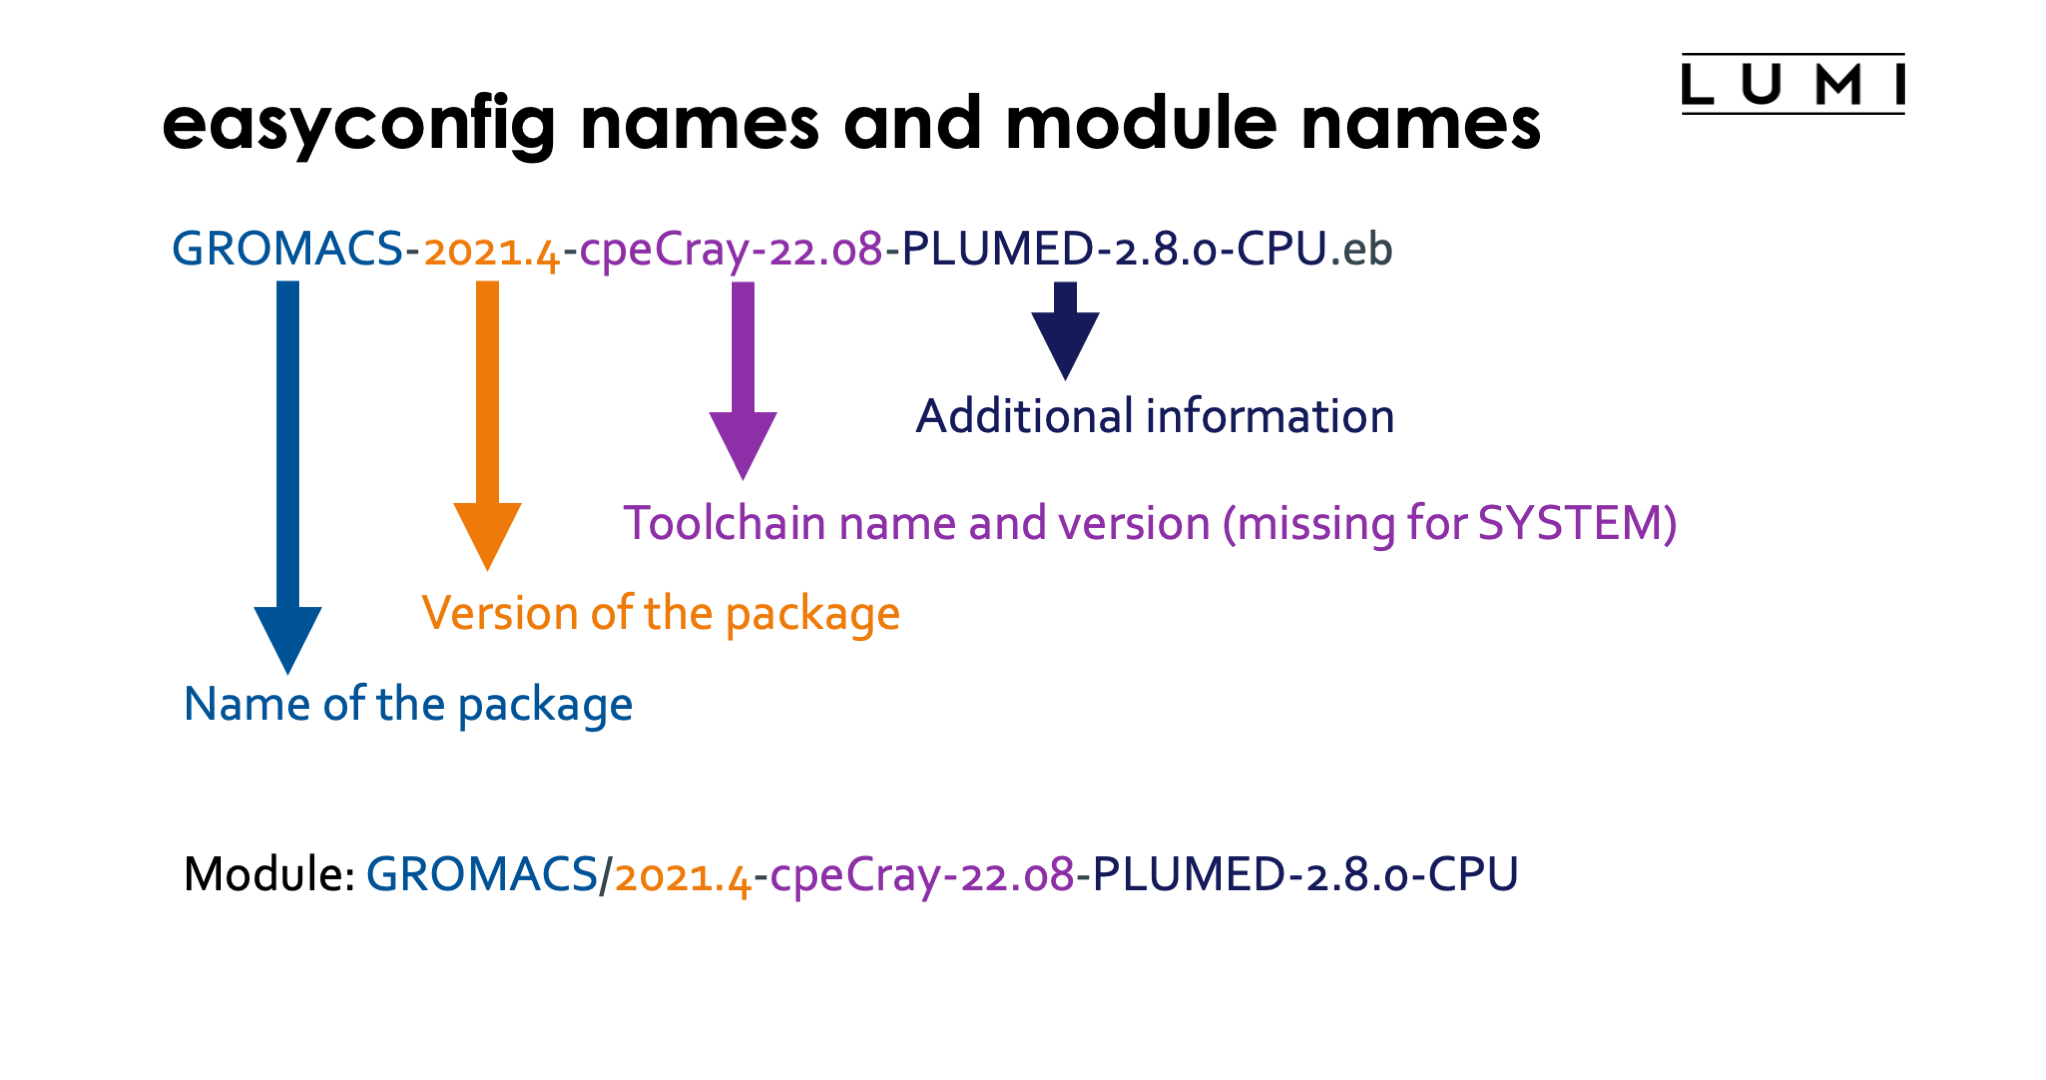 LUMI
easyconfig names and module names
GROMACS-2021.4-cpeCray-22.08-PLUMED-2.8.0-CPU.eb
Additional information
Toolchain name and version (missing for SYSTEM)
Version of the package
Name of the package
Module: GROMACS/2021.4-cpeCray-22.08-PLUMED-2.8.0-CPU